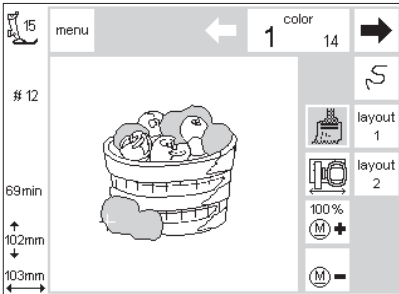 15
menu
color
1 14
# 12
layout
1
layout
2
69min
100%
M +
102mm
M -
103mm